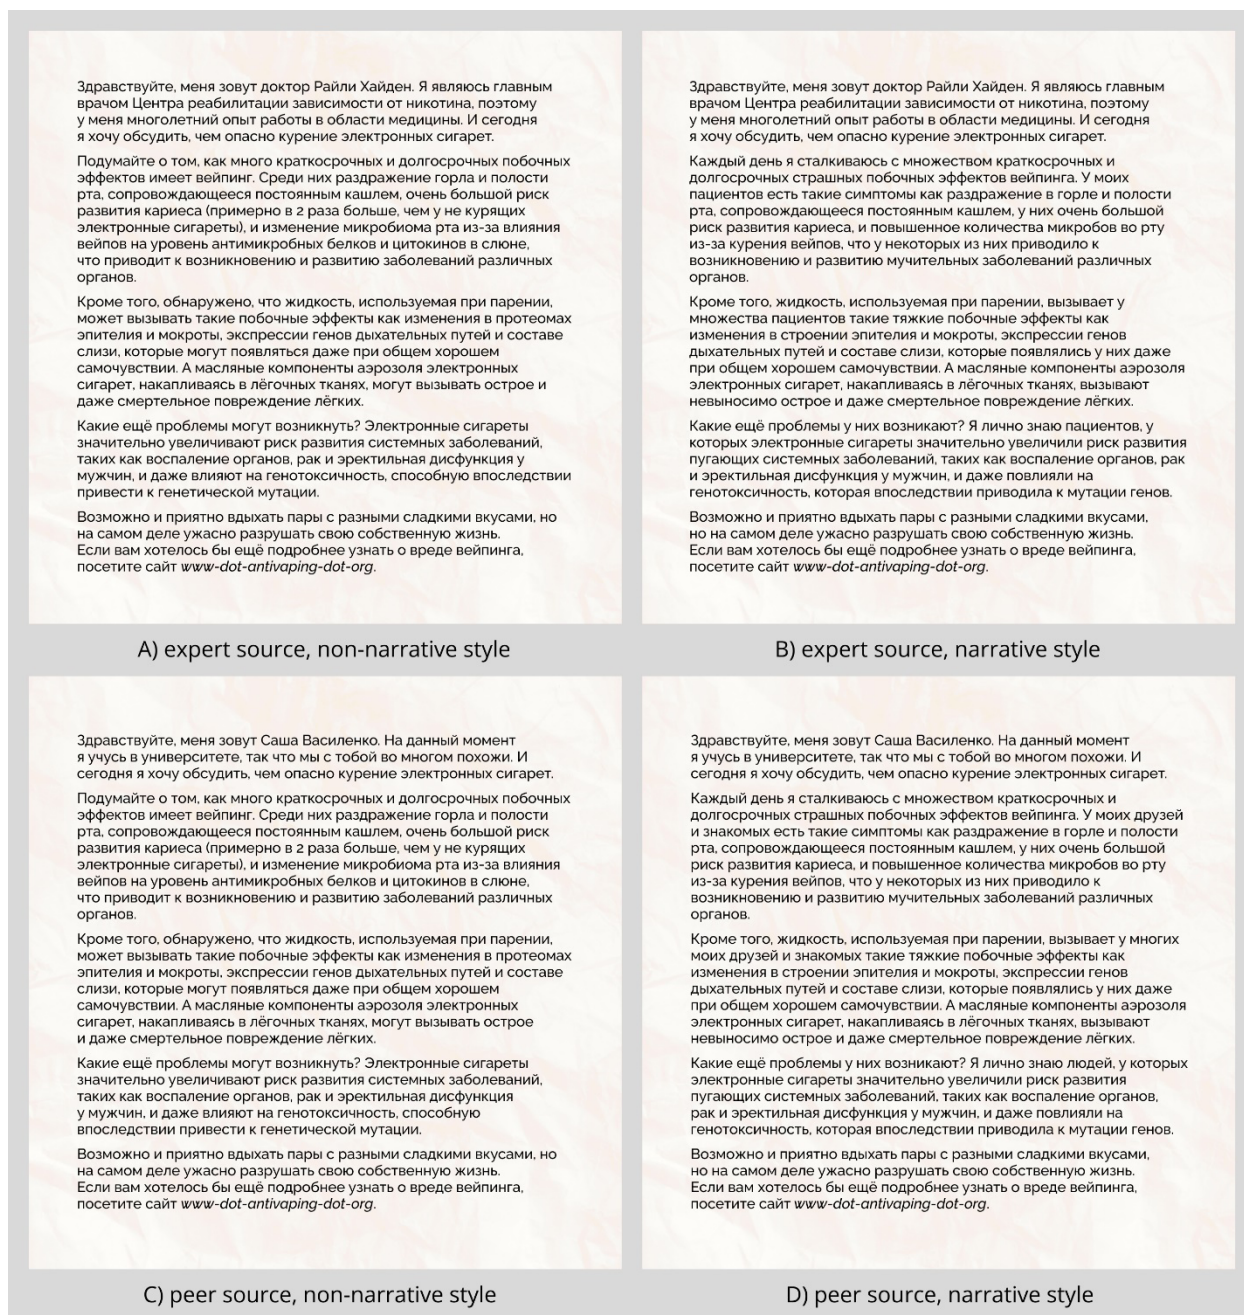 Здравствуйте, меня зовут доктор Райли Хайден. Я являюсь главным
врачом Центра реабилитации зависимости от никотина, поэтому
у меня многолетний опыт работы в области медицины. И сегодня
я хочу обсудить, чем опасно курение электронных сигарет.
Подумайте о том, как много краткосрочных и долгосрочных побочных
эффектов имеет вейпинг. Среди них раздражение горла и полости
рта, сопровождающееся постоянным кашлем, очень большой риск
развития кариеса (примерно в 2 раза больше, чем у не курящих
электронные сигареты), и изменение микробиома рта из-за влияния
вейпов на уровень антимикробных белков и цитокинов в слюне,
что приводит к возникновению и развитию заболеваний различных
органов.
Кроме того, обнаружено, что жидкость, используемая при парении,
может вызывать такие побочные эффекты как изменения в протеомах
эпителия и мокроты, экспрессии генов дыхательных путей и составе
слизи, которые могут появляться даже при общем хорошем
самочувствии. А масляные компоненты аэрозоля электронных
сигарет, накапливаясь в лёгочных тканях, могут вызывать острое и
даже смертельное повреждение лёгких.
Какие ещё проблемы могут возникнуть? Электронные сигареты
значительно увеличивают риск развития системных заболеваний,
таких как воспаление органов, рак и эректильная дисфункция у
мужчин, и даже влияют на генотоксичность, способную впоследствии
привести к генетической мутации.
Возможно и приятно вдыхать пары с разными сладкими вкусами, но
на самом деле ужасно разрушать свою собственную жизнь.
Если вам хотелось бы ещё подробнее узнать о вреде вейпинга,
посетите сайт www-dot-antivaping-dot-org.
A) expert source, non-narrative style
Здравствуйте, меня зовут доктор Райли Хайден. Я являюсь главным
врачом Центра реабилитации зависимости от никотина, поэтому
у меня многолетний опыт работы в области медицины. И сегодня
я хочу обсудить, чем опасно курение электронных сигарет.
Каждый день я сталкиваюсь с множеством краткосрочных и
долгосрочных страшных побочных эффектов вейпинга. У моих
пациентов есть такие симптомы как раздражение в горле и полости
рта, сопровождающееся постоянным кашлем, у них очень большой
риск развития кариеса, и повышенное количества микробов во рту
из-за курения вейпов, что у некоторых из них приводило к
возникновению и развитию мучительных заболеваний различных
органов.
Кроме того, жидкость, используемая при парении, вызывает у
множества пациентов такие тяжкие побочные эффекты как
изменения в строении эпителия и мокроты, экспрессии генов
дыхательных путей и составе слизи, которые появлялись у них даже
при общем хорошем самочувствии. А масляные компоненты аэрозоля
электронных сигарет, накапливаясь в лёгочных тканях, вызывают
невыносимо острое и даже смертельное повреждение лёгких.
Какие ещё проблемы у них возникают? Я лично знаю пациентов, у
которых электронные сигареты значительно увеличили риск развития
пугающих системных заболеваний, таких как воспаление органов, рак
и эректильная дисфункция у мужчин, и даже повлияли на
генотоксичность, которая впоследствии приводила к мутации генов.
Возможно и приятно вдыхать пары с разными сладкими вкусами,
но на самом деле ужасно разрушать свою собственную жизнь.
Если вам хотелось бы ещё подробнее узнать о вреде вейпинга,
посетите сайт www-dot-antivaping-dot-org.
B) expert source, narrative style
Здравствуйте, меня зовут Саша Василенко. На данный момент
я учусь в университете, так что мы с тобой во многом похожи. И
сегодня я хочу обсудить, чем опасно курение электронных сигарет.
Подумайте о том, как много краткосрочных и долгосрочных побочных
эффектов имеет вейпинг. Среди них раздражение горла и полости
рта, сопровождающееся постоянным кашлем, очень большой риск
развития кариеса (примерно в 2 раза больше, чем у не курящих
электронные сигареты), и изменение микробиома рта из-за влияния
вейпов на уровень антимикробных белков и цитокинов в слюне,
что приводит к возникновению и развитию заболеваний различных
органов.
Кроме того, обнаружено, что жидкость, используемая при парении,
может вызывать такие побочные эффекты как изменения в протеомах
эпителия и мокроты, экспрессии генов дыхательных путей и составе
слизи, которые могут появляться даже при общем хорошем
самочувствии. А масляные компоненты аэрозоля электронных
сигарет, накапливаясь в лёгочных тканях, могут вызывать острое
и даже смертельное повреждение лёгких.
Какие ещё проблемы могут возникнуть? Электронные сигареты
значительно увеличивают риск развития системных заболеваний,
таких как воспаление органов, рак и эректильная дисфункция
у мужчин, и даже влияют на генотоксичность, способную
впоследствии привести к генетической мутации.
Возможно и приятно вдыхать пары с разными сладкими вкусами, но
на самом деле ужасно разрушать свою собственную жизнь.
Если вам хотелось бы ещё подробнее узнать о вреде вейпинга,
посетите сайт www-dot-antivaping-dot-org.
C) peer source, non-narrative style
Здравствуйте, меня зовут Саша Василенко. На данный момент
я учусь в университете, так что мы с тобой во многом похожи. И
сегодня я хочу обсудить, чем опасно курение электронных сигарет.
Каждый день я сталкиваюсь с множеством краткосрочных и
долгосрочных страшных побочных эффектов вейпинга. У моих друзей
и знакомых есть такие симптомы как раздражение в горле и полости
рта, сопровождающееся постоянным кашлем, у них очень большой
риск развития кариеса, и повышенное количества микробов во рту
из-за курения вейпов, что у некоторых из них приводило к
возникновению и развитию мучительных заболеваний различных
органов.
Кроме того, жидкость, используемая при парении, вызывает у многих
моих друзей и знакомых такие тяжкие побочные эффекты как
изменения в строении эпителия и мокроты, экспрессии генов
дыхательных путей и составе слизи, которые появлялись у них даже
при общем хорошем самочувствии. А масляные компоненты аэрозоля
электронных сигарет, накапливаясь в лёгочных тканях, вызывают
невыносимо острое и даже смертельное повреждение лёгких.
Какие ещё проблемы у них возникают? Я лично знаю людей, у которых
электронные сигареты значительно увеличили риск развития
пугающих системных заболеваний, таких как воспаление органов,
рак и эректильная дисфункция у мужчин, и даже повлияли на
генотоксичность, которая впоследствии приводила к мутации генов.
Возможно и приятно вдыхать пары с разными сладкими вкусами,
но на самом деле ужасно разрушать свою собственную жизнь.
Если вам хотелось бы ещё подробнее узнать о вреде вейпинга,
посетите сайт www-dot-antivaping-dot-org.
D) peer source, narrative style